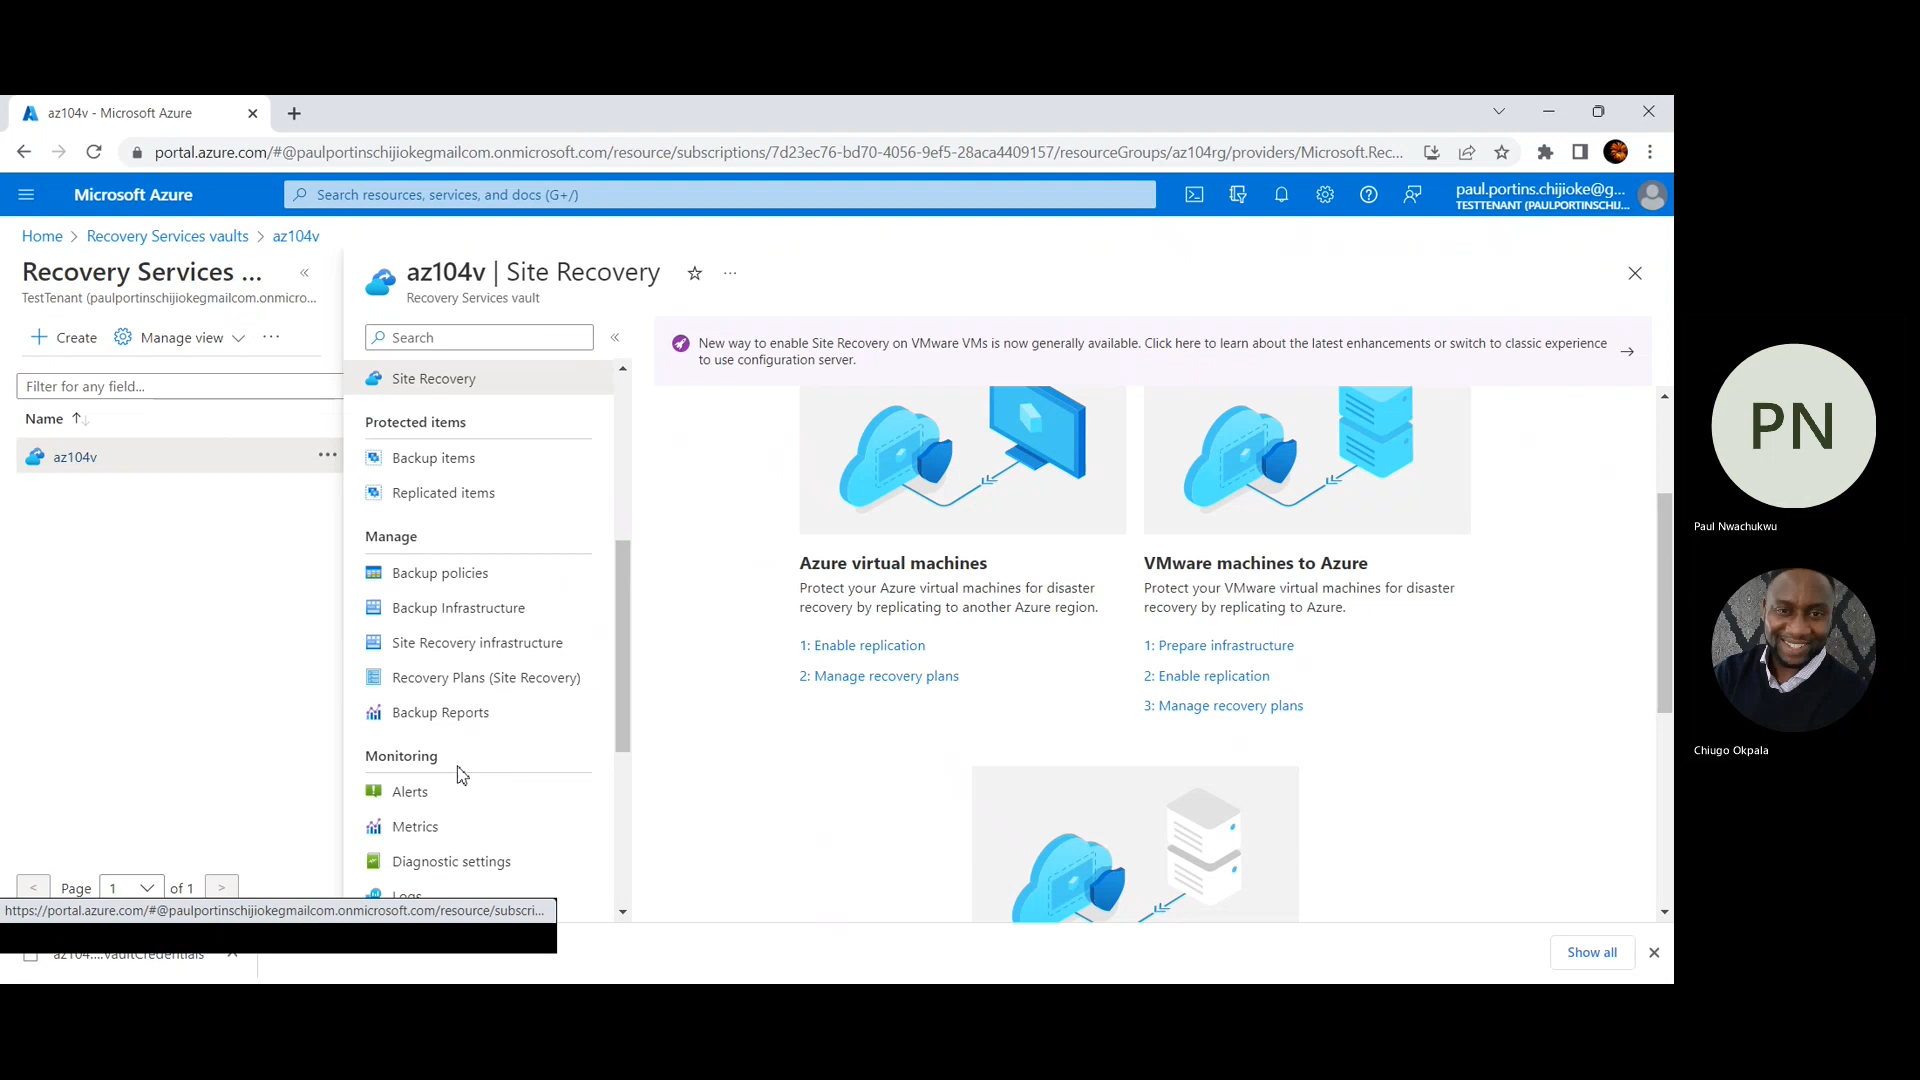 az104v - Microsoft Azure
portal.azure.com/#@paulportinschijiokegmailcom.onmicrosoft.com/resource/subscriptions/7d23ec76-bd70-4056-9ef5-28aca4409157/resourceGroups/az104rg/providers/Microsoft.Rec...
Microsoft Azure
Search resources, services, and docs (G+/)
paul.portins.chijioke@g...
TESTTENANT (PAULPORTINSCHIJ...
Home > Recovery Services vaults > az104v
Recovery Services ...
TestTenant (paulportinschijiokegmailcom.onmicro...
Create
Manage view
Filter for any field...
Name
az104v
Page 1 of 1
https://portal.azure.com/#@paulportinschijiokegmailcom.onmicrosoft.com/resource/subscri...
az104....vaultCredentials
az104v | Site Recovery
Recovery Services vault
Search
Site Recovery
Protected items
Backup items
Replicated items
Manage
Backup policies
Backup Infrastructure
Site Recovery infrastructure
Recovery Plans (Site Recovery)
Backup Reports
Monitoring
Alerts
Metrics
Diagnostic settings
Logs
New way to enable Site Recovery on VMware VMs is now generally available. Click here to learn about the latest enhancements or switch to classic experience
to use configuration server.
Azure virtual machines
Protect your Azure virtual machines for disaster
recovery by replicating to another Azure region.
1: Enable replication
2: Manage recovery plans
VMware machines to Azure
Protect your VMware virtual machines for disaster
recovery by replicating to Azure.
1: Prepare infrastructure
2: Enable replication
3: Manage recovery plans
Show all
PN
Paul Nwachukwu
Chiugo Okpala